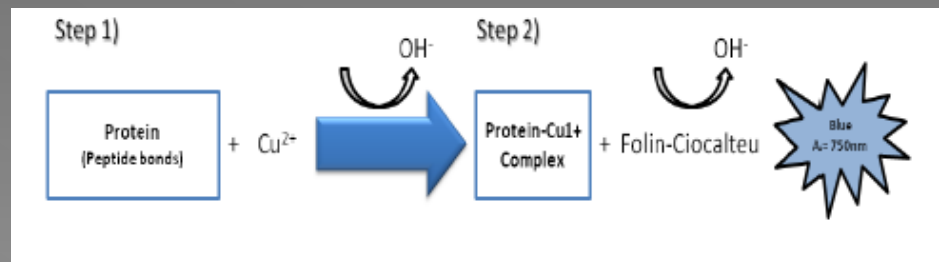 Step 1)
Step 2)
OH-
OH-
Protein
(Peptide bonds)
+ Cu²⁺
Protein-Cu1+
Complex
+ Folin-Ciocalteu
Blue
A= 750nm